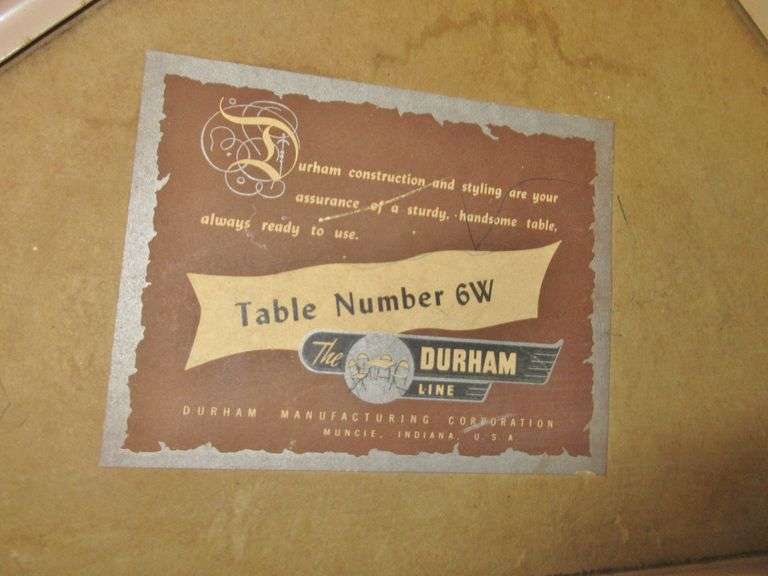 Durham construction and styling are your
assurance of a sturdy, handsome table,
always ready to use.
Table Number 6W
The DURHAM
LINE
DURHAM MANUFACTURING CORPORATION
MUNCIE, INDIANA, U.S.A